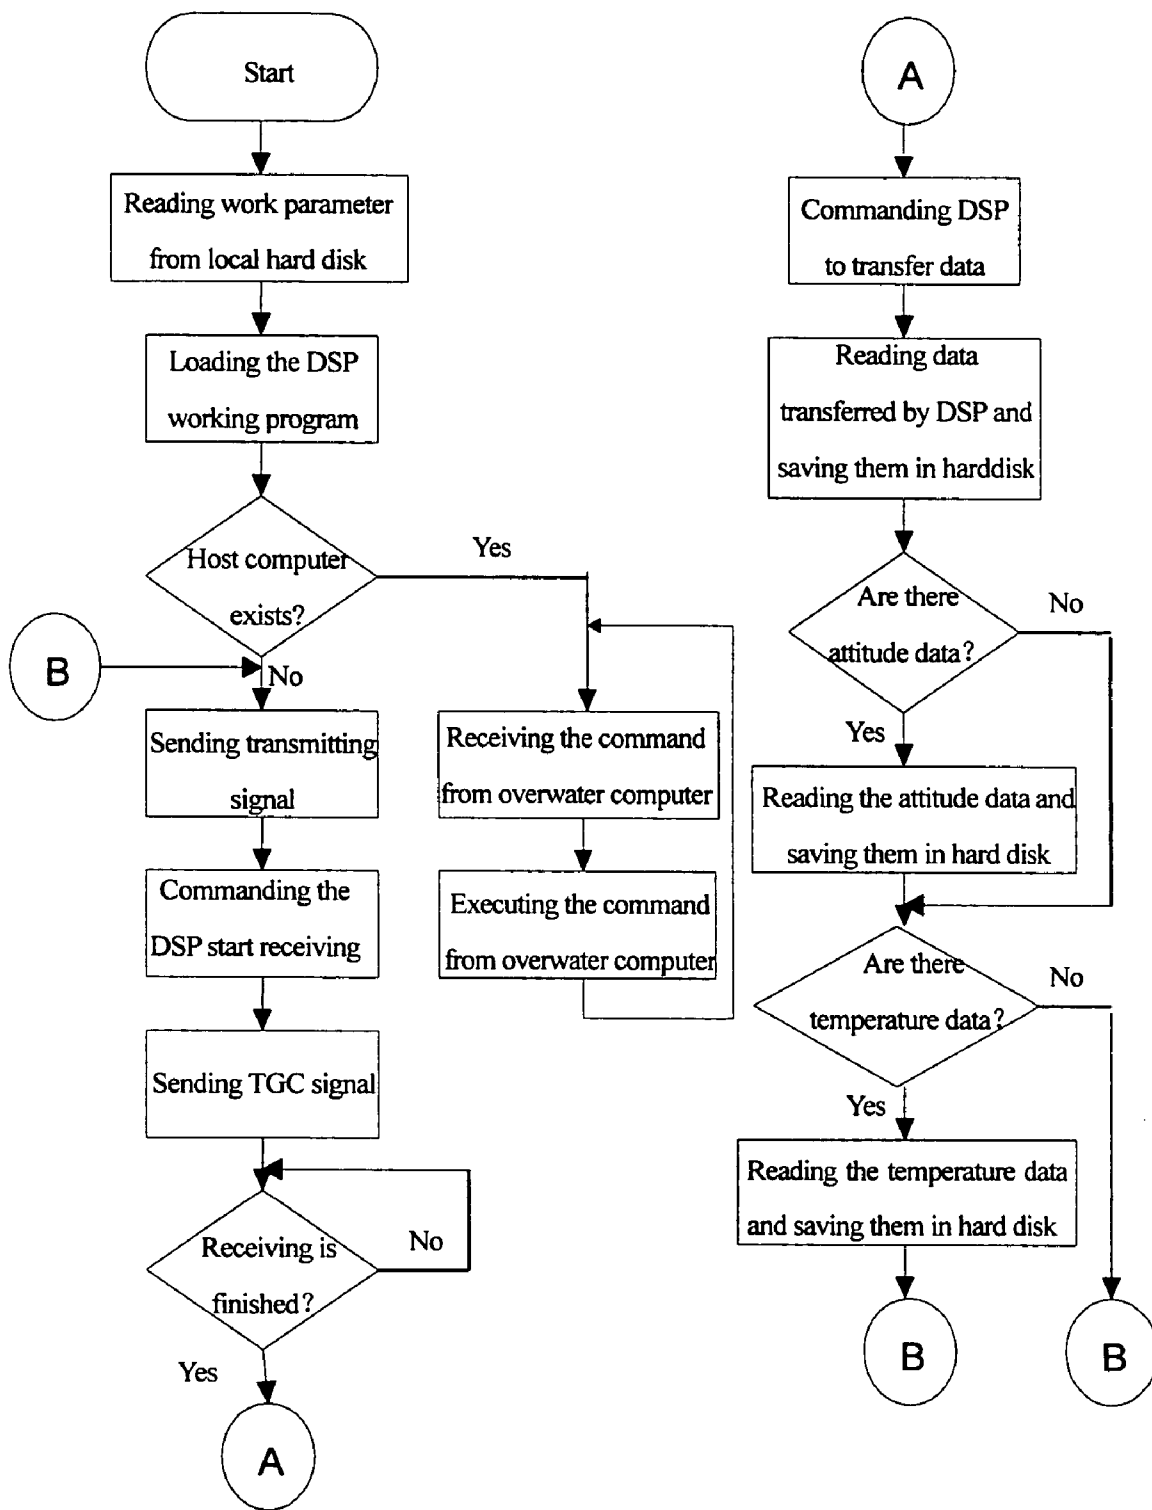 Start
Reading work parameter
from local hard disk
Loading the DSP
working program
Host computer
exists?
Yes
B
No
Sending transmitting
signal
Receiving the command
from overwater computer
Commanding the
DSP start receiving
Executing the command
from overwater computer
Sending TGC signal
Receiving is
finished?
No
Yes
A
A
Commanding DSP
to transfer data
Reading data
transferred by DSP and
saving them in harddisk
Are there
attitude data?
No
Yes
Reading the attitude data and
saving them in hard disk
Are there
temperature data?
No
Yes
Reading the temperature data
and saving them in hard disk
B
B